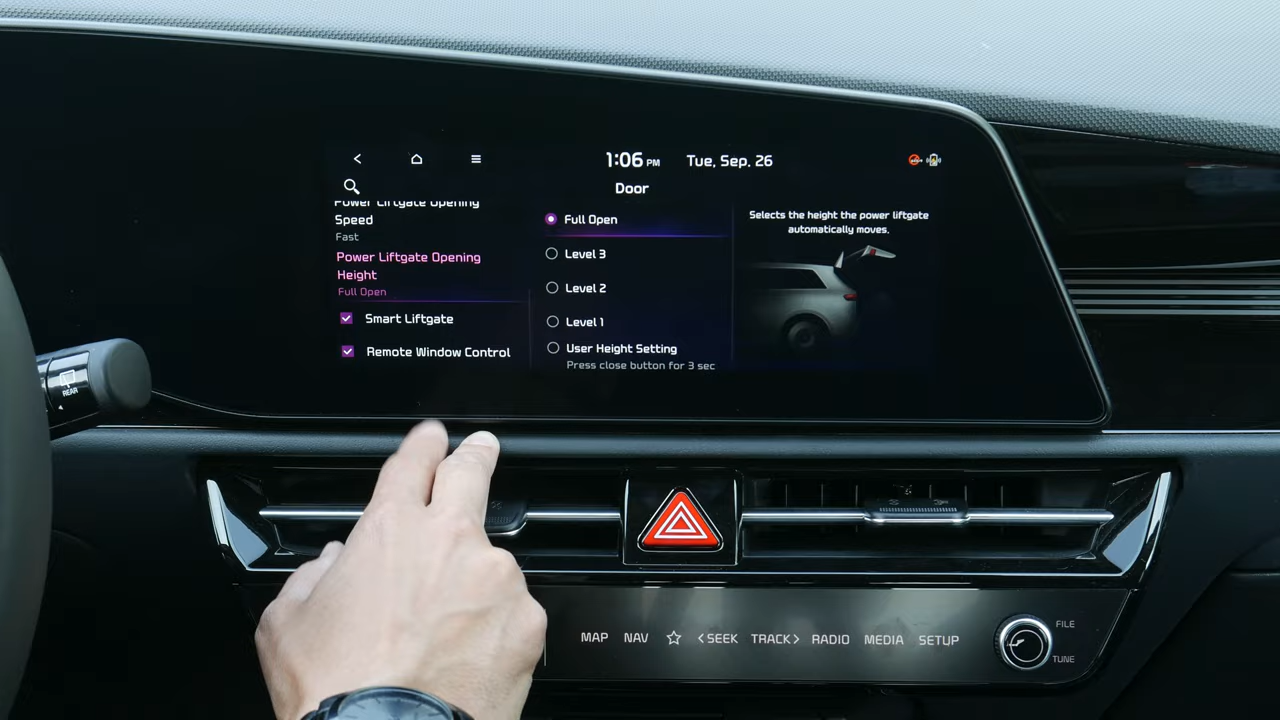 1:06 PM
Tue, Sep. 26
Door
Power Liftgate Opening
Speed
Fast
Power Liftgate Opening
Height
Full Open
Smart Liftgate
Remote Window Control
Full Open
Level 3
Level 2
Level 1
User Height Setting
Press close button for 3 sec
Selects the height the power liftgate
automatically moves.
REAR
MAP
NAV
SEEK
TRACK
RADIO
MEDIA
SETUP
FILE
TUNE